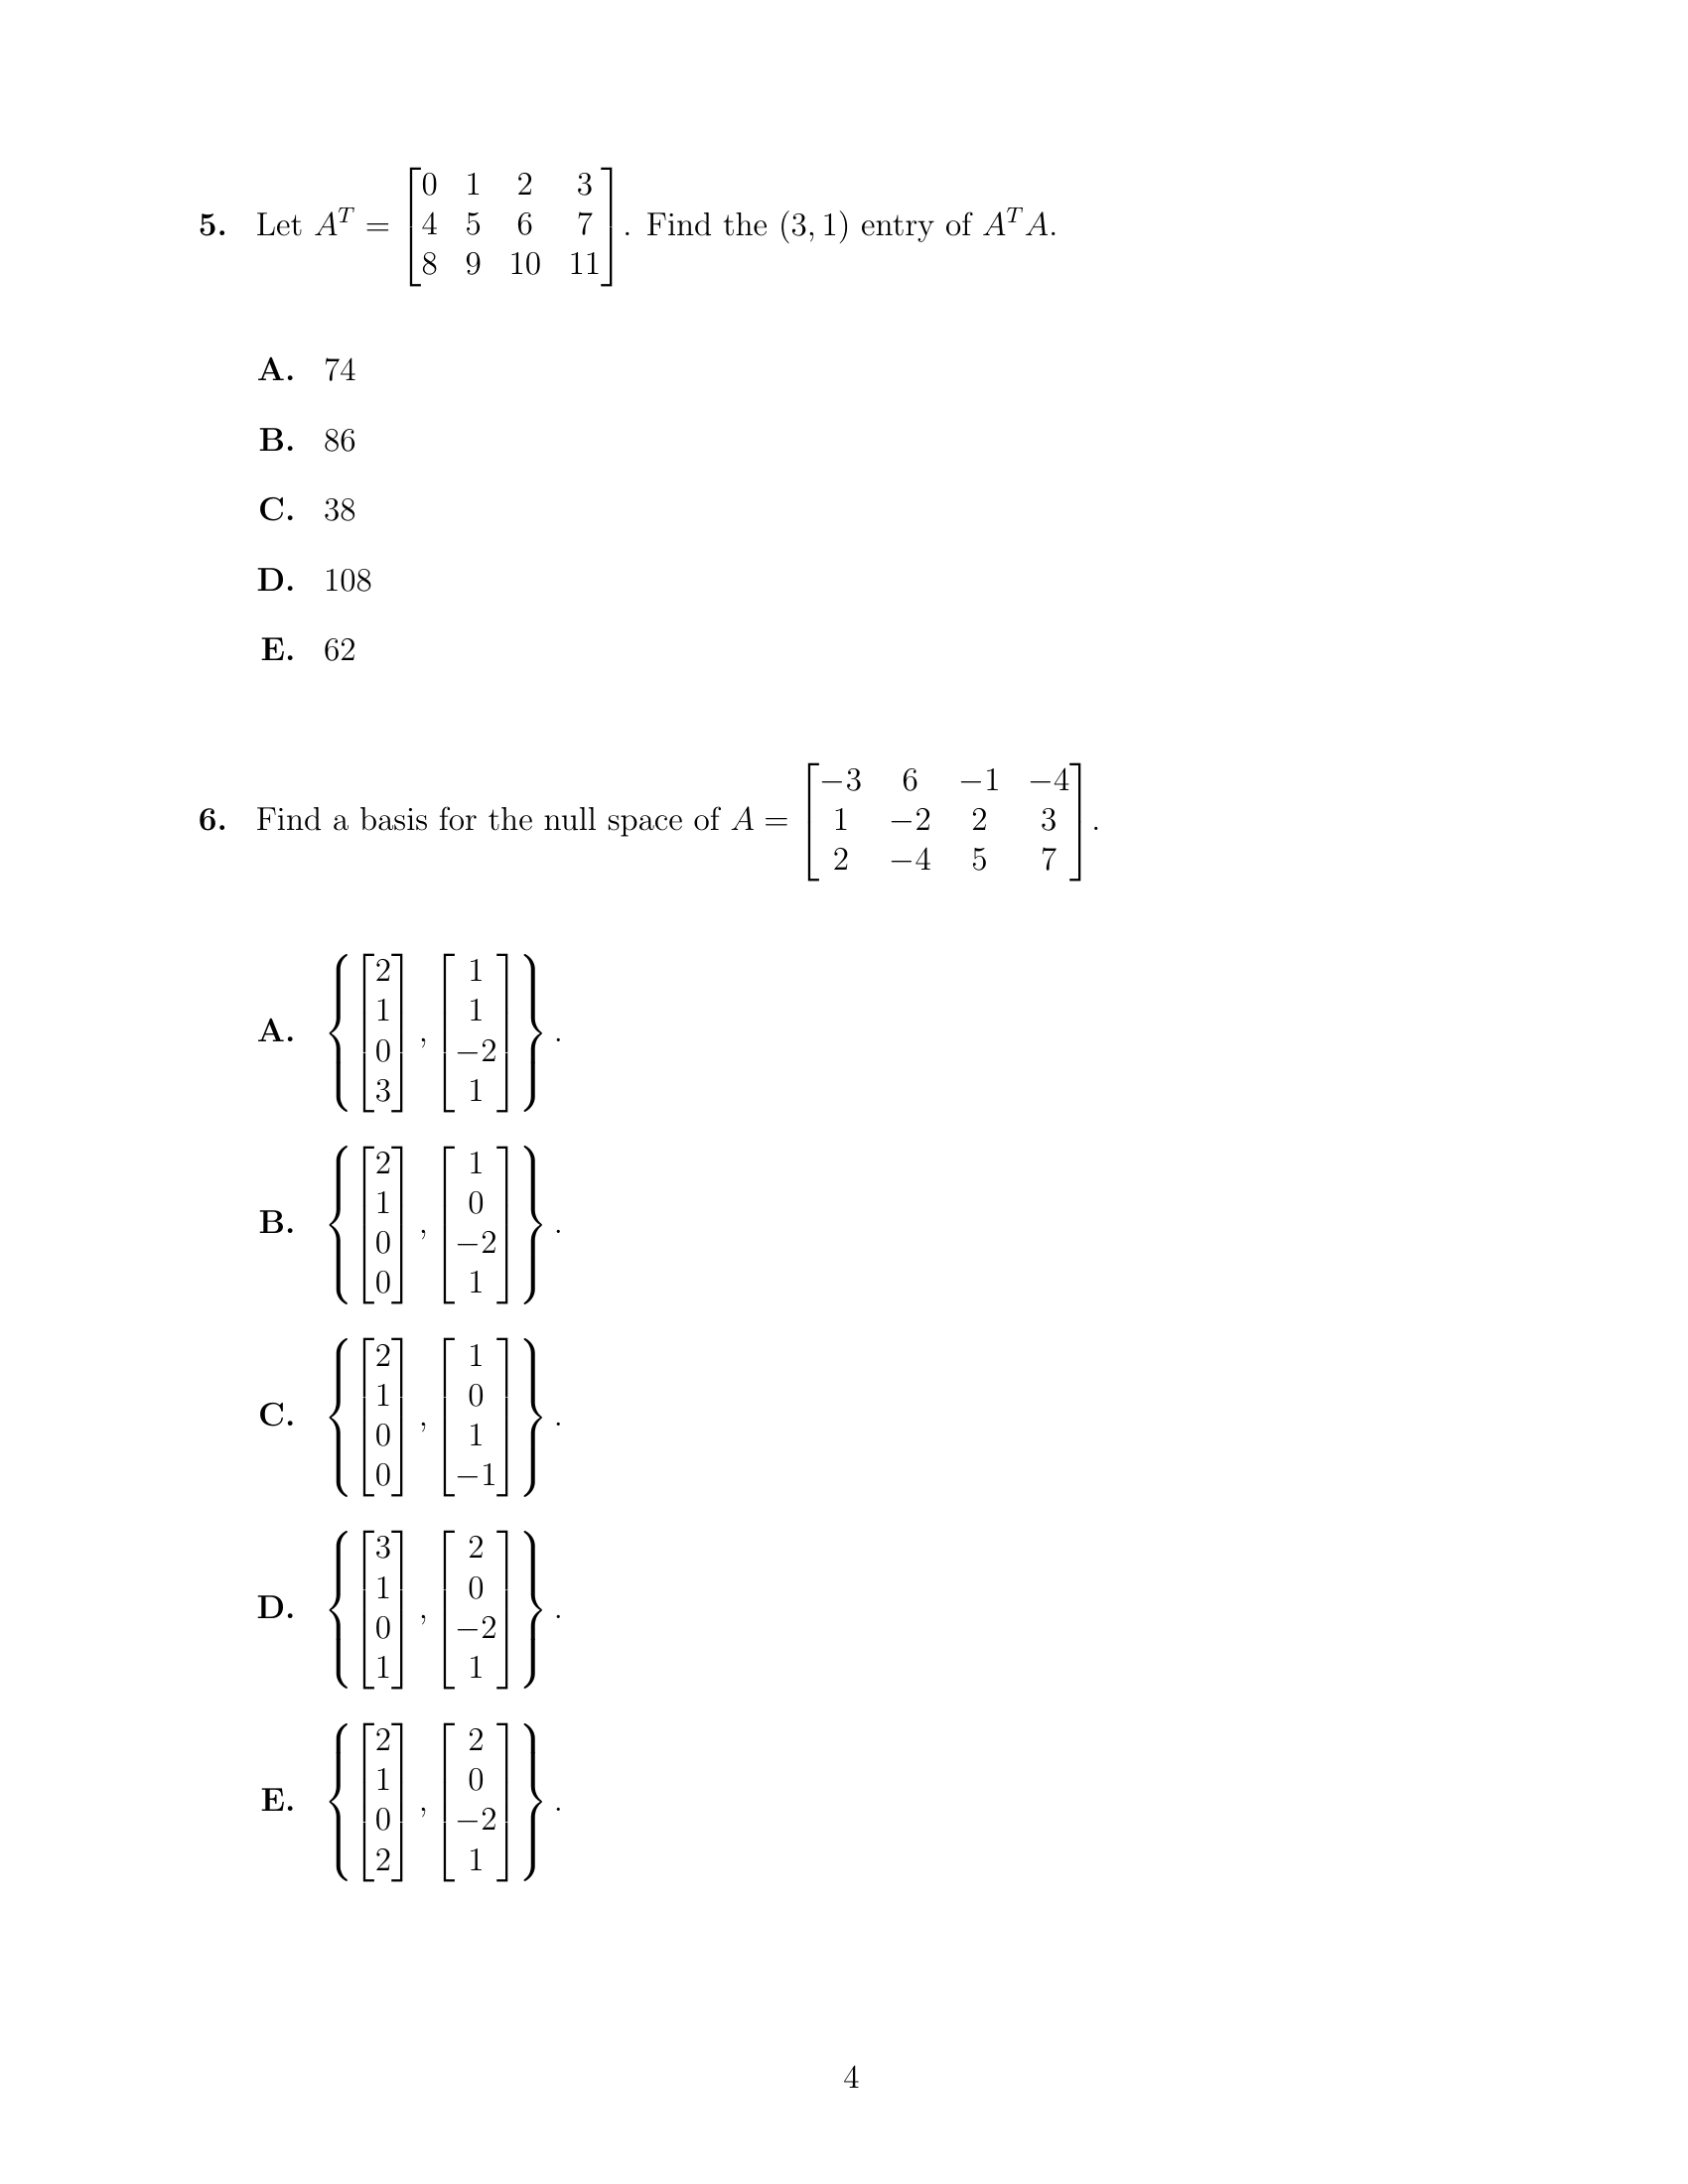 5. Let $A^T = \begin{bmatrix} 0 & 1 & 2 & 3 \\ 4 & 5 & 6 & 7 \\ 8 & 9 & 10 & 11 \end{bmatrix}$. Find the $(3, 1)$ entry of $A^T A$.
A. 74
B. 86
C. 38
D. 108
E. 62
6. Find a basis for the null space of $A = \begin{bmatrix} -3 & 6 & -1 & -4 \\ 1 & -2 & 2 & 3 \\ 2 & -4 & 5 & 7 \end{bmatrix}$.
A. $\left\{ \begin{bmatrix} 2 \\ 1 \\ 0 \\ 3 \end{bmatrix}, \begin{bmatrix} 1 \\ 1 \\ -2 \\ 1 \end{bmatrix} \right\}$.
B. $\left\{ \begin{bmatrix} 2 \\ 1 \\ 0 \\ 0 \end{bmatrix}, \begin{bmatrix} 1 \\ 0 \\ -2 \\ 1 \end{bmatrix} \right\}$.
C. $\left\{ \begin{bmatrix} 2 \\ 1 \\ 0 \\ 0 \end{bmatrix}, \begin{bmatrix} 1 \\ 0 \\ 1 \\ -1 \end{bmatrix} \right\}$.
D. $\left\{ \begin{bmatrix} 3 \\ 1 \\ 0 \\ 1 \end{bmatrix}, \begin{bmatrix} 2 \\ 0 \\ -2 \\ 1 \end{bmatrix} \right\}$.
E. $\left\{ \begin{bmatrix} 2 \\ 1 \\ 0 \\ 2 \end{bmatrix}, \begin{bmatrix} 2 \\ 0 \\ -2 \\ 1 \end{bmatrix} \right\}$.
4